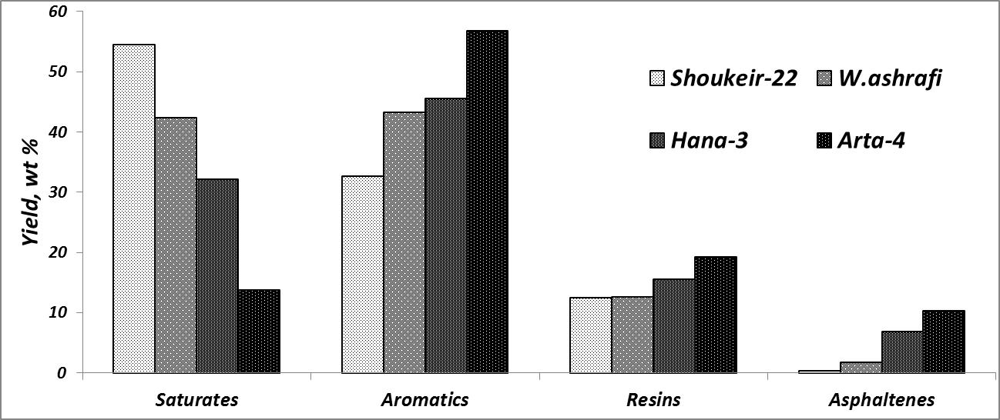 60
50
40
30
20
10
0
Yield, wt %
Shoukeir-22 W.ashrafi
Hana-3 Arta-4
Saturates Aromatics Resins Asphaltenes